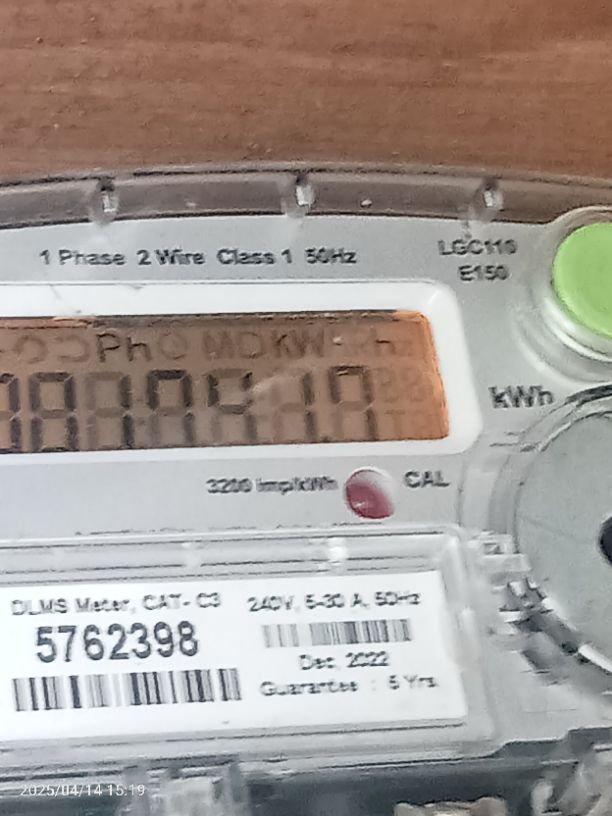 1 Phase 2 Wire Class 1 50Hz
LGC110
E150
kWh
3200 Imp/kWh
CAL
DLMS Meter, CAT- C3
5762398
240V, 5-30 A, 50Hz
Dec, 2022
Guarantee : 5 Yrs.
2025/04/14 15:19